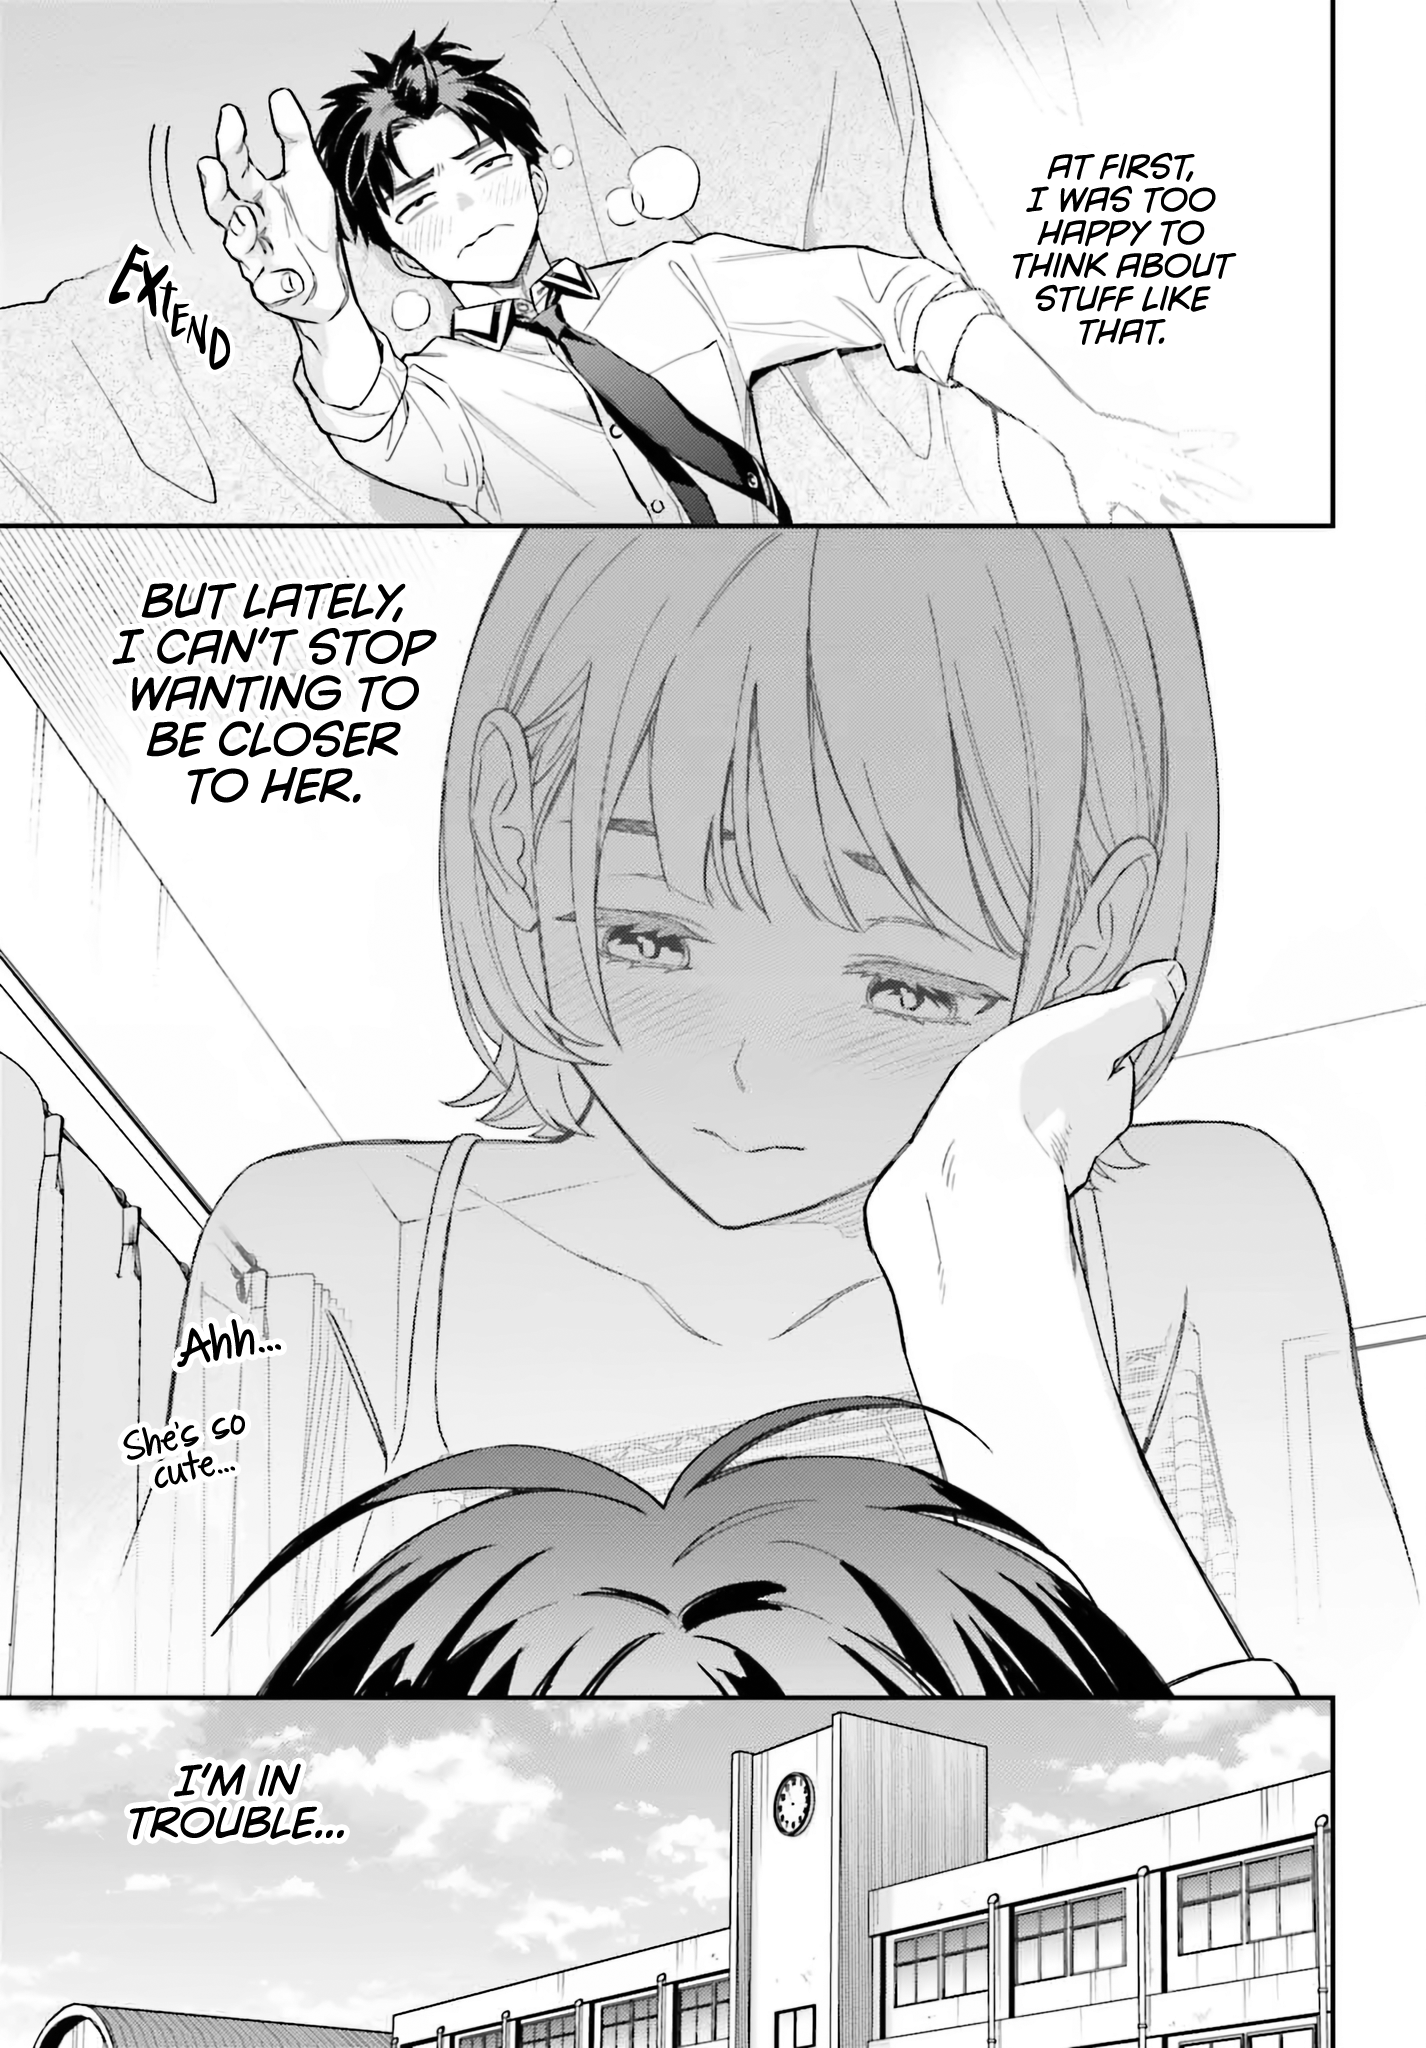 AT FIRST,
I WAS TOO
HAPPY TO
THINK ABOUT
STUFF LIKE
THAT.
EXTEND
BUT LATELY,
I CAN'T STOP
WANTING TO
BE CLOSER
TO HER.
Ahh...
She's so
cute...
I'M IN
TROUBLE...